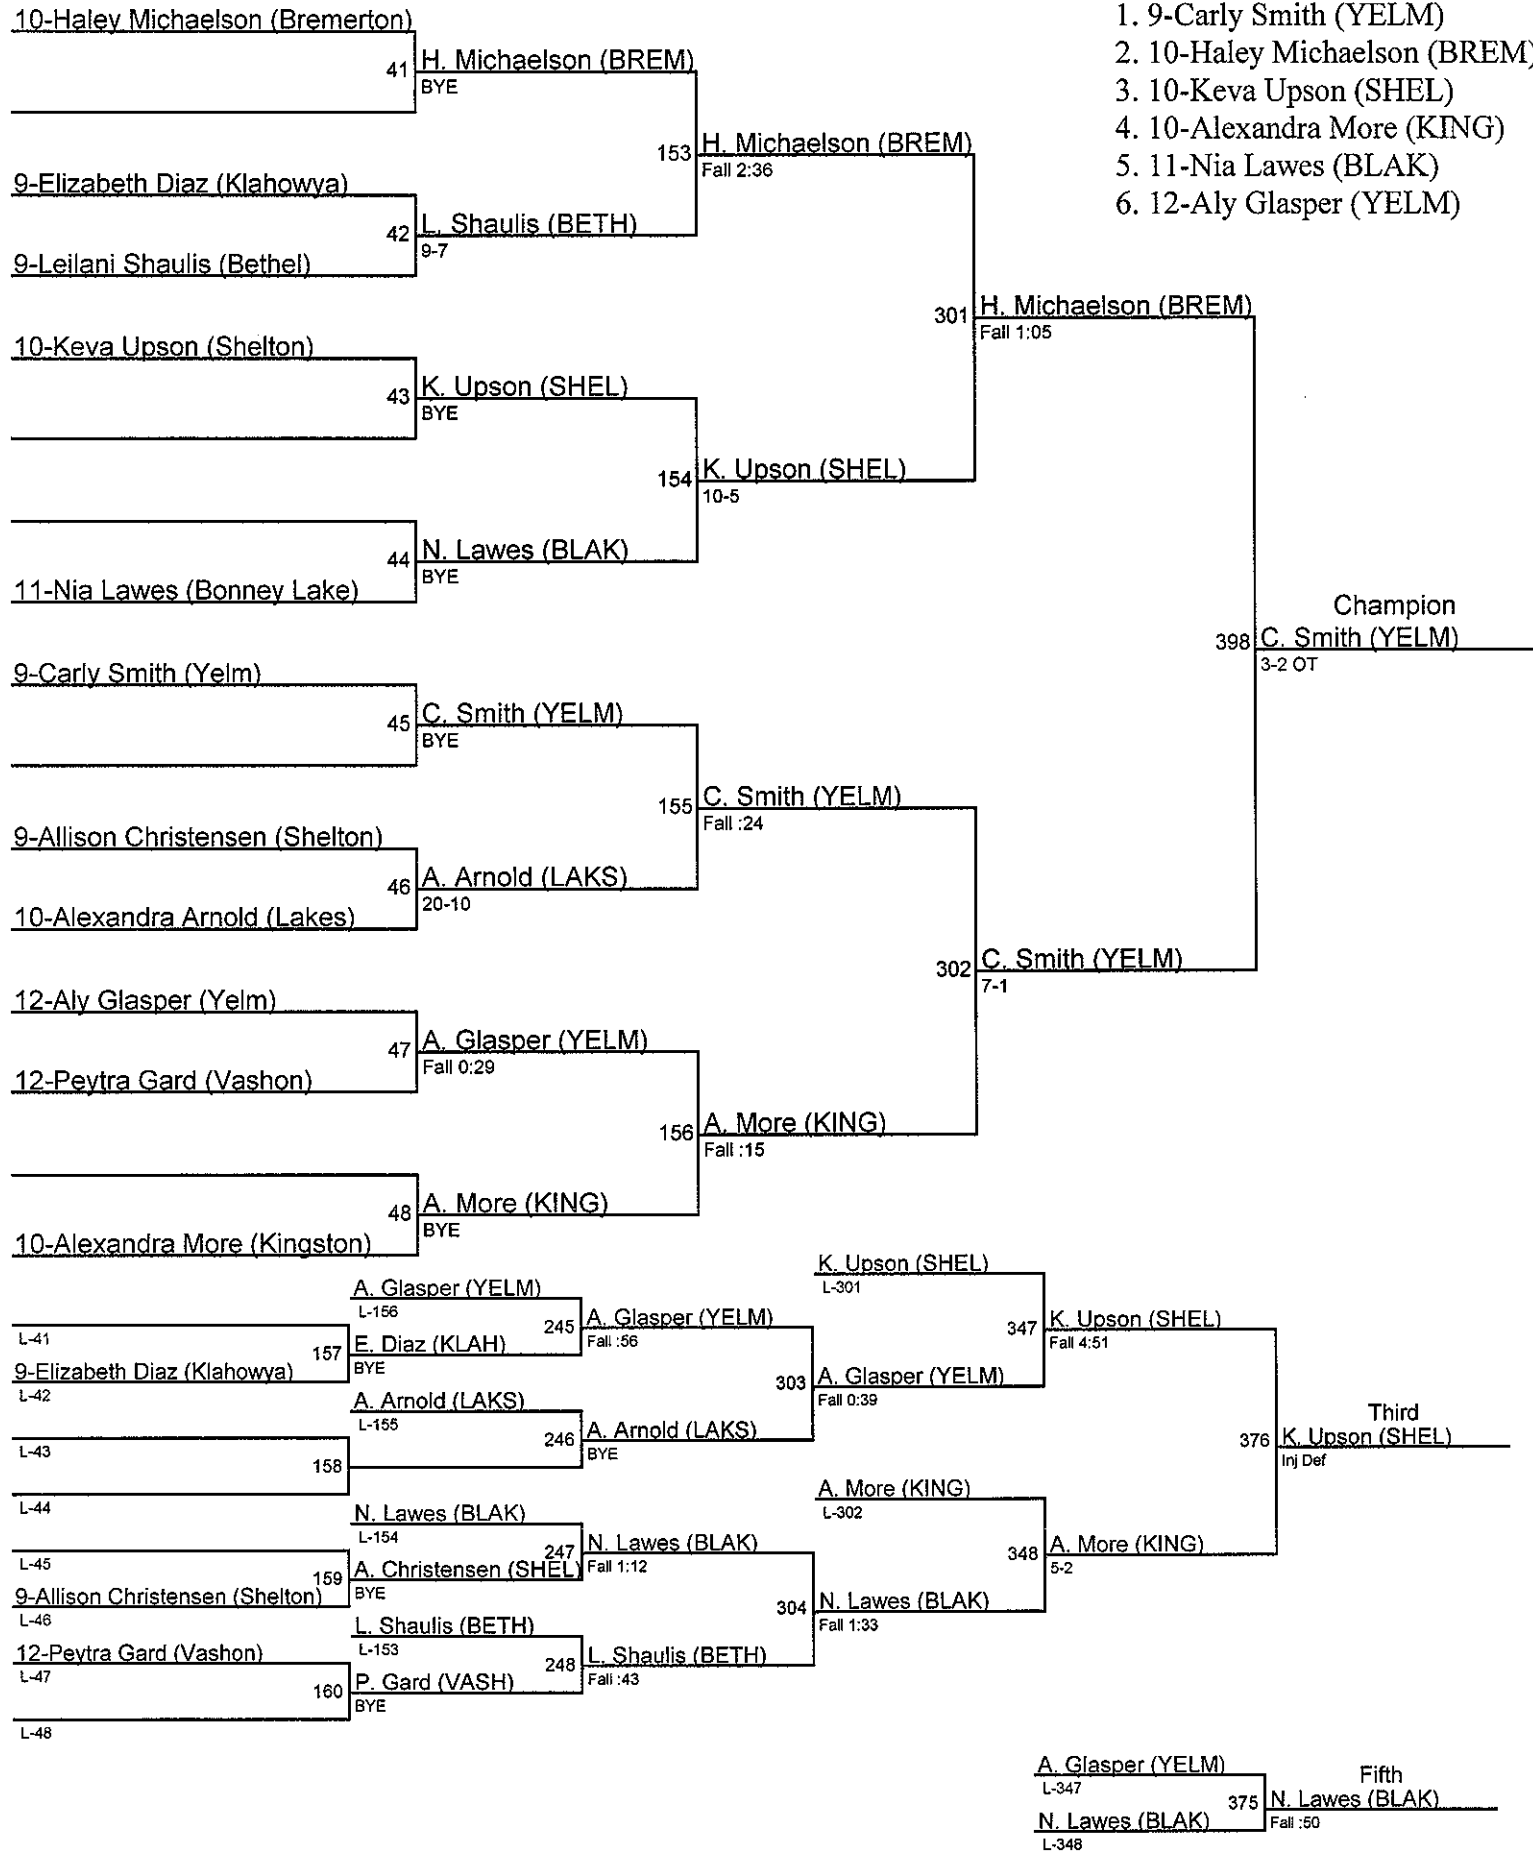 10-Haley Michaelson (Bremerton)
41
H. Michaelson (BREM)
BYE
153
H. Michaelson (BREM)
Fall 2:36
9-Elizabeth Diaz (Klahowya)
42
L. Shaulis (BETH)
9-7
9-Leilani Shaulis (Bethel)
301
H. Michaelson (BREM)
Fall 1:05
10-Keva Upson (Shelton)
43
K. Upson (SHEL)
BYE
154
K. Upson (SHEL)
10-5
44
N. Lawes (BLAK)
BYE
11-Nia Lawes (Bonney Lake)
1. 9-Carly Smith (YELM)
2. 10-Haley Michaelson (BREM)
3. 10-Keva Upson (SHEL)
4. 10-Alexandra More (KING)
5. 11-Nia Lawes (BLAK)
6. 12-Aly Glasper (YELM)
Champion
398
C. Smith (YELM)
3-2 OT
9-Carly Smith (Yelm)
45
C. Smith (YELM)
BYE
155
C. Smith (YELM)
Fall :24
9-Allison Christensen (Shelton)
46
A. Arnold (LAKS)
20-10
10-Alexandra Arnold (Lakes)
302
C. Smith (YELM)
7-1
12-Aly Glasper (Yelm)
47
A. Glasper (YELM)
Fall 0:29
12-Peytra Gard (Vashon)
156
A. More (KING)
Fall :15
48
A. More (KING)
BYE
10-Alexandra More (Kingston)
L-41
9-Elizabeth Diaz (Klahowya)
L-42
157
A. Glasper (YELM)
L-156
E. Diaz (KLAH)
BYE
245
A. Glasper (YELM)
Fall :56
L-43
L-44
158
A. Arnold (LAKS)
L-155
246
A. Arnold (LAKS)
BYE
303
A. Glasper (YELM)
Fall 0:39
K. Upson (SHEL)
L-301
347
K. Upson (SHEL)
Fall 4:51
L-45
9-Allison Christensen (Shelton)
L-46
159
N. Lawes (BLAK)
L-154
A. Christensen (SHEL)
BYE
247
N. Lawes (BLAK)
Fall 1:12
12-Peytra Gard (Vashon)
L-47
L-48
160
L. Shaulis (BETH)
L-153
P. Gard (VASH)
BYE
248
L. Shaulis (BETH)
Fall :43
304
N. Lawes (BLAK)
Fall 1:33
A. More (KING)
L-302
348
A. More (KING)
5-2
Third
376
K. Upson (SHEL)
Inj Def
A. Glasper (YELM)
L-347
N. Lawes (BLAK)
L-348
375
Fifth
N. Lawes (BLAK)
Fall :50